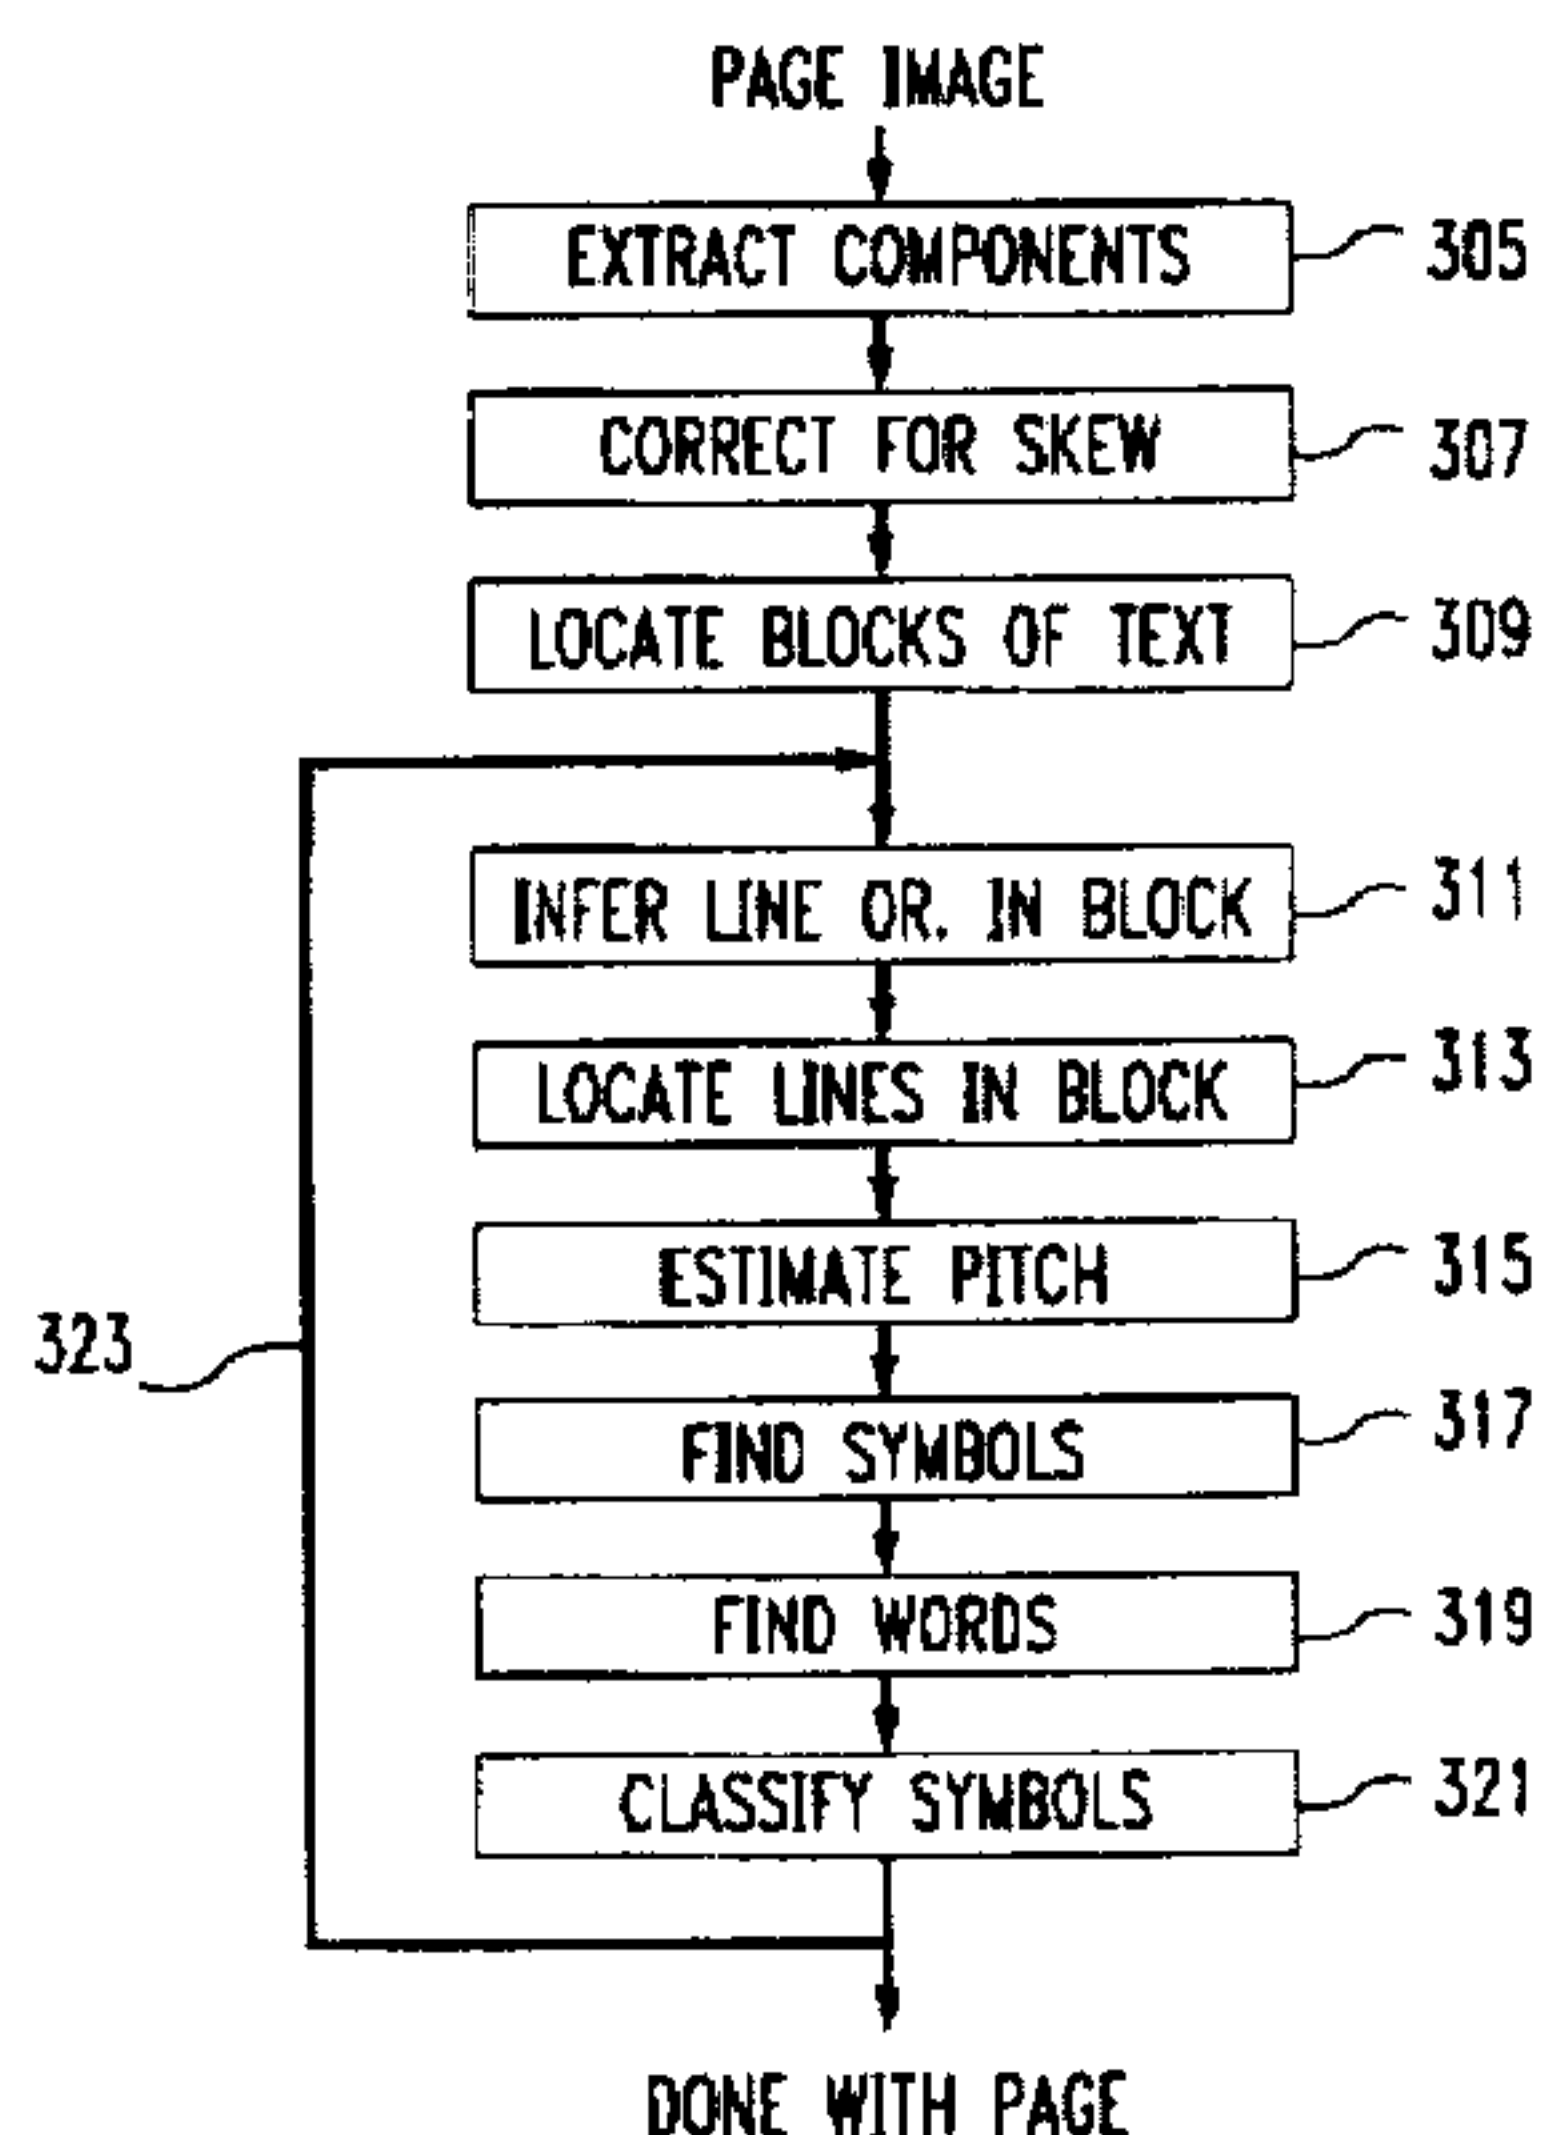 PAGE IMAGE
EXTRACT COMPONENTS 305
CORRECT FOR SKEW 307
LOCATE BLOCKS OF TEXT 309
INFER LINE OR. IN BLOCK 311
LOCATE LINES IN BLOCK 313
ESTIMATE PITCH 315
323
FIND SYMBOLS 317
FIND WORDS 319
CLASSIFY SYMBOLS 321
DONE WITH PAGE